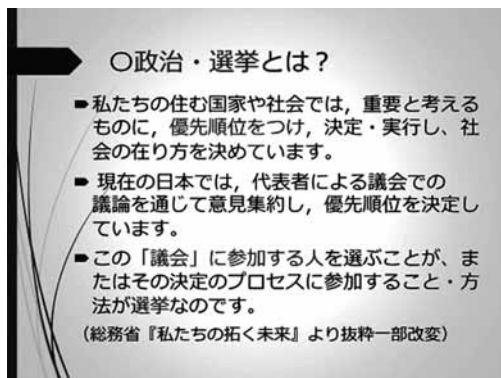 〇政治・選挙とは？
私たちの住む国家や社会では，重要と考える
ものに，優先順位をつけ，決定・実行し、社
会の在り方を決めています。
現在の日本では，代表者による議会での
議論を通じて意見集約し，優先順位を決定し
ています。
この「議会」に参加する人を選ぶことが、ま
たはその決定のプロセスに参加すること・方
法が選挙なのです。
（総務省『私たちの拓く未来』より抜粋一部改変）